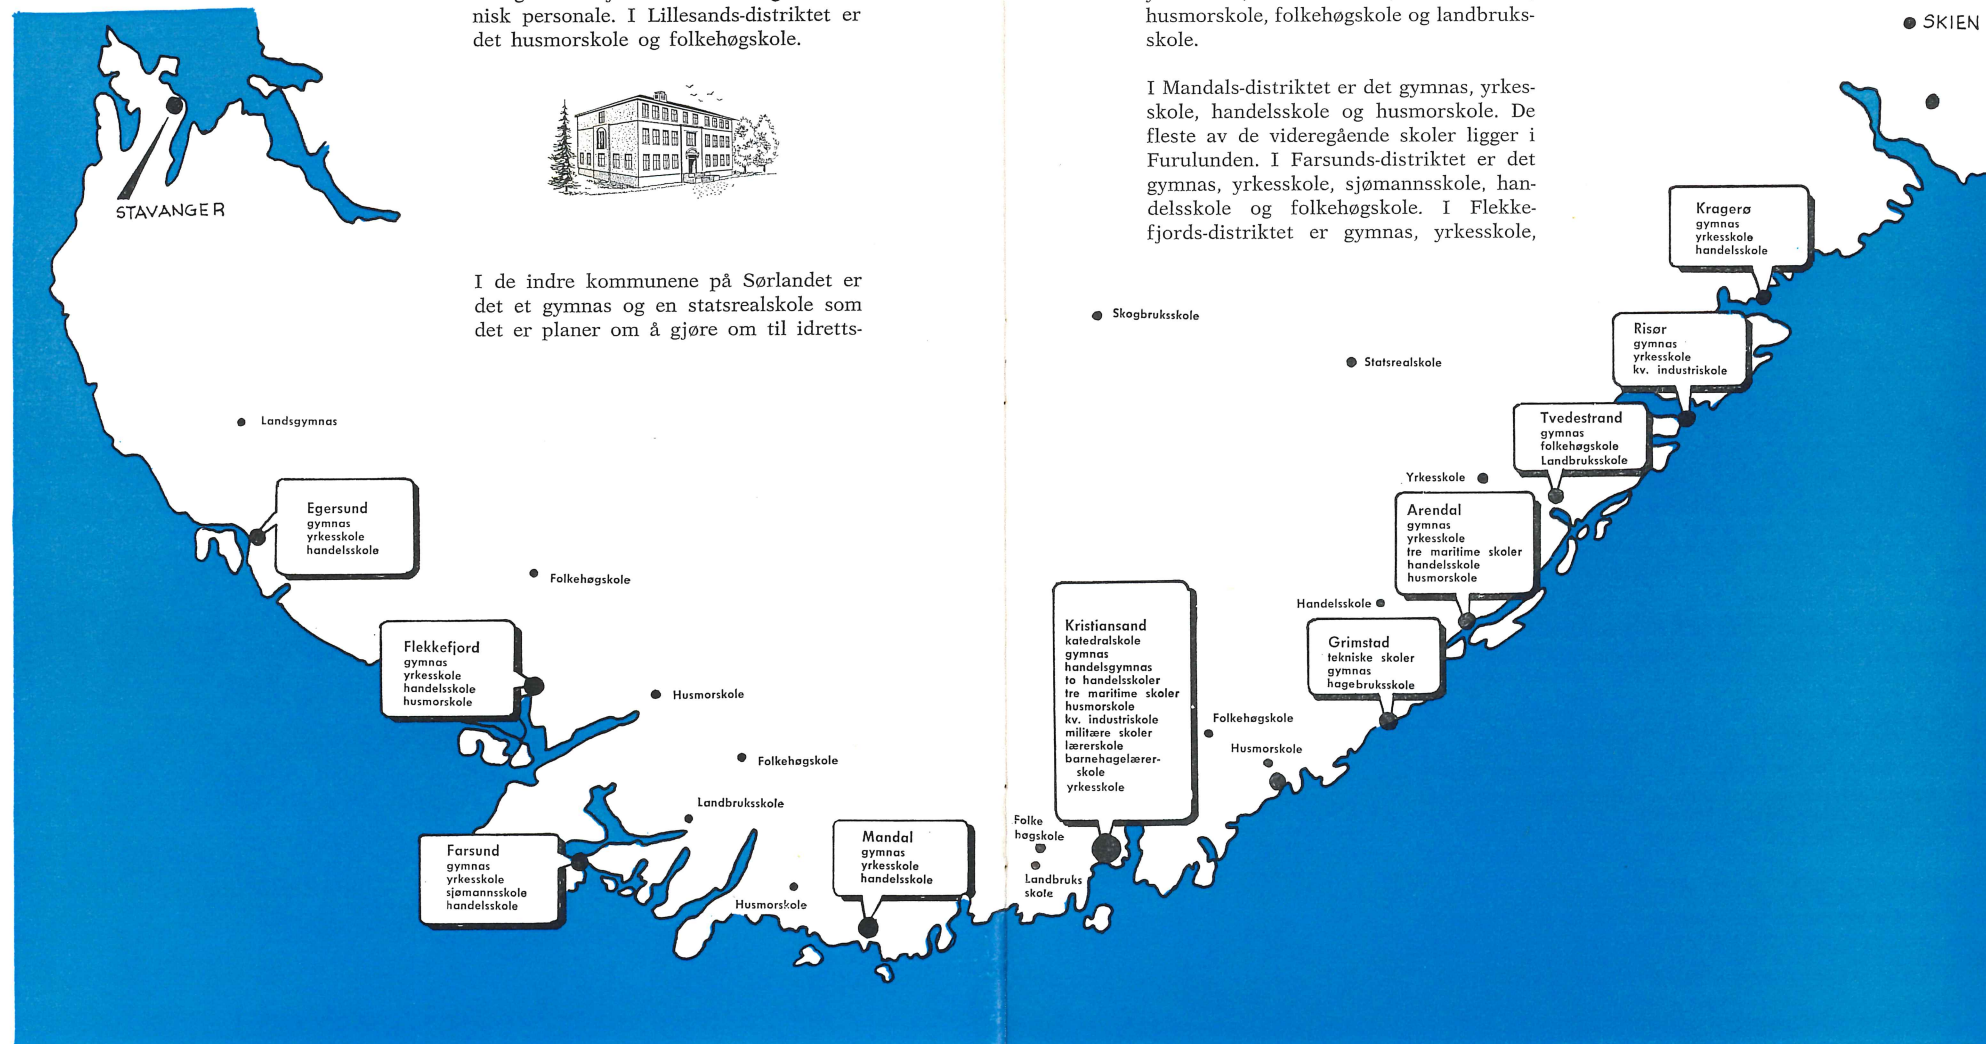 nisk personale. I Lillesands-distriktet er
det husmorskole og folkehøgskole.
I de indre kommunene på Sørlandet er
det et gymnas og en statsrealskole som
det er planer om å gjøre om til idretts-
husmorskole, folkehøgskole og landbruks-
skole.
I Mandals-distriktet er det gymnas, yrkes-
skole, handelsskole og husmorskole. De
fleste av de videregående skoler ligger i
Furulunden. I Farsunds-distriktet er det
gymnas, yrkesskole, sjømannsskole, han-
delsskole og folkehøgskole. I Flekke-
fjords-distriktet er gymnas, yrkesskole,
SKIEN
STAVANGER
Landsgymnas
Egersund
gymnas
yrkesskole
handelsskole
Folkehøgskole
Flekkefjord
gymnas
yrkesskole
handelsskole
husmorskole
Husmorskole
Folkehøgskole
Landbruksskole
Farsund
gymnas
yrkesskole
sjømannsskole
handelsskole
Husmorskole
Mandal
gymnas
yrkesskole
handelsskole
Skogbruksskole
Statsrealskole
Kragerø
gymnas
yrkesskole
handelsskole
Risør
gymnas
yrkesskole
kv. industriskole
Tvedestrand
gymnas
folkehøgskole
Landbruksskole
Yrkesskole
Arendal
gymnas
yrkesskole
tre maritime skoler
handelsskole
husmorskole
Handelsskole
Grimstad
tekniske skoler
gymnas
hagebruksskole
Kristiansand
katedralskole
gymnas
handelsgymnas
to handelsskoler
tre maritime skoler
husmorskole
kv. industriskole
militære skoler
lærerskole
barnehagelærer-
skole
yrkesskole
Folkehøgskole
Husmorskole
Folke
høgskole
Landbruks
skole